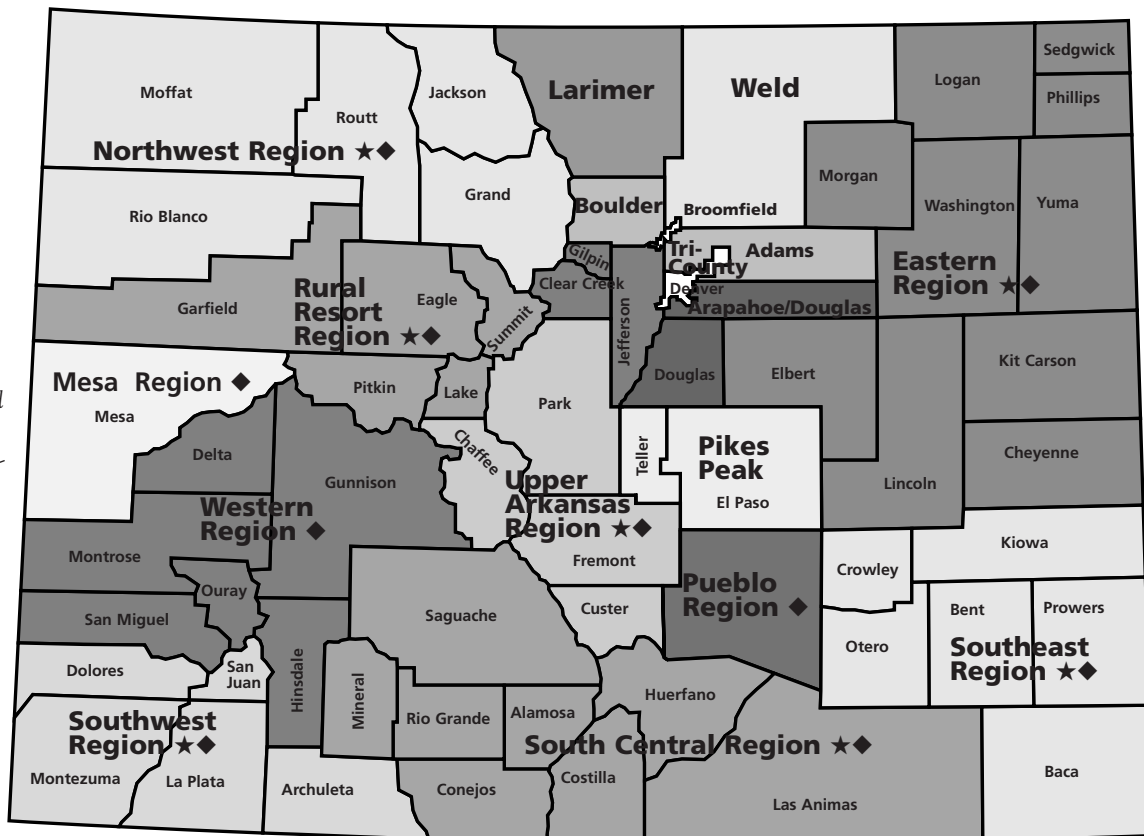 Sedgwick
Logan
Larimer
Weld
Moffat
Jackson
Phillips
Routt
Northwest Region ★◆
Morgan
Grand
Washington
Yuma
Rio Blanco
Boulder
Broomfield
Tri-
County
Adams
Gilpin
Eastern
Region ★◆
Clear Creek
Denver
Rural
Resort
Region ★◆
Eagle
Garfield
Summit
Jefferson
Arapahoe/Douglas
Kit Carson
Mesa Region ◆
Mesa
Pitkin
Lake
Park
Douglas
Elbert
Chaffee
Teller
Pikes
Peak
El Paso
Delta
Gunnison
Cheyenne
Lincoln
Western
Region ◆
Upper
Arkansas
Region ★◆
Fremont
Kiowa
Montrose
Crowley
Ouray
Pueblo
Region ◆
San Miguel
Saguache
Custer
Bent
Prowers
Otero
Southeast
Region ★◆
Dolores
San
Juan
Hinsdale
Mineral
Rio Grande
Alamosa
Huerfano
Southwest
Region ★◆
South Central Region ★◆
Montezuma
La Plata
Archuleta
Conejos
Costilla
Las Animas
Baca